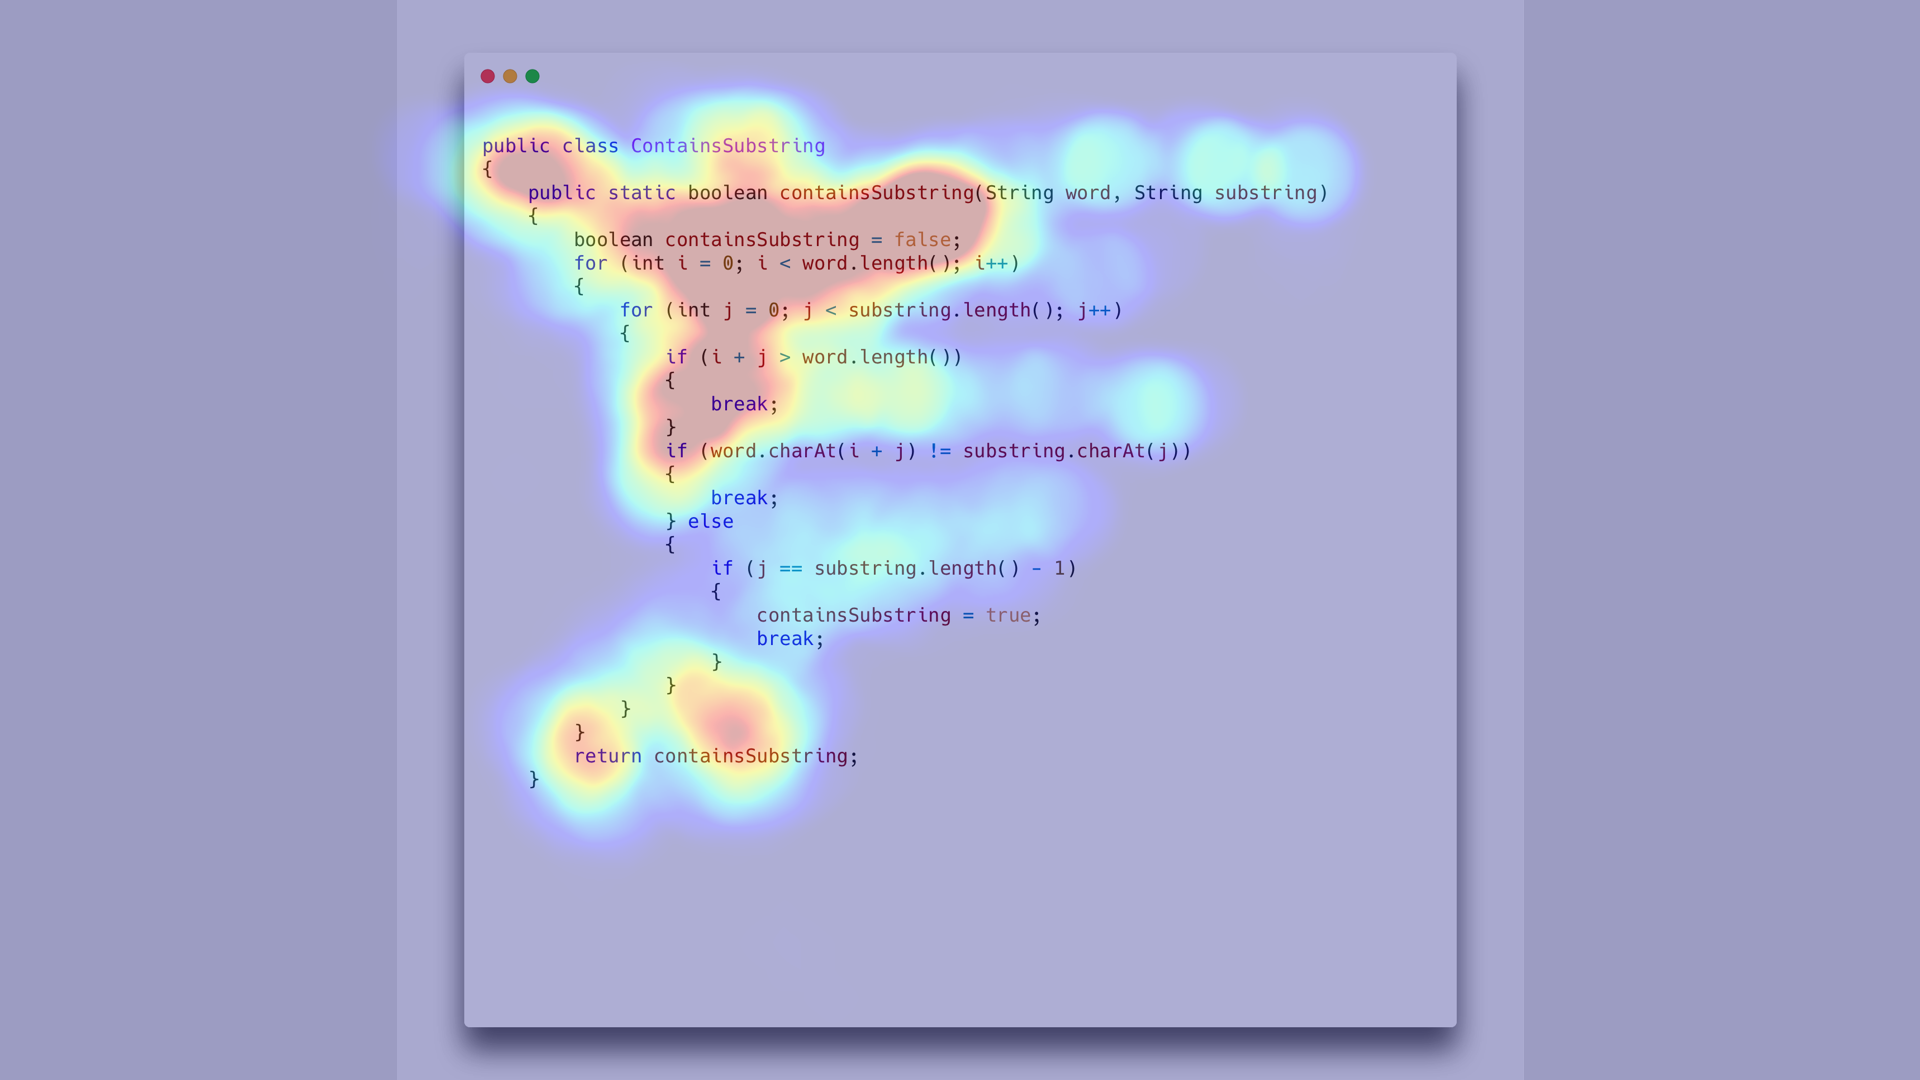 public class ContainsSubstring
{
    public static boolean containsSubstring(String word, String substring)
    {
        boolean containsSubstring = false;
        for (int i = 0; i < word.length(); i++)
        {
            for (int j = 0; j < substring.length(); j++)
            {
                if (i + j > word.length())
                {
                    break;
                }
                if (word.charAt(i + j) != substring.charAt(j))
                {
                    break;
                } else
                {
                    if (j == substring.length() - 1)
                    {
                        containsSubstring = true;
                        break;
                    }
                }
            }
        }
        return containsSubstring;
    }